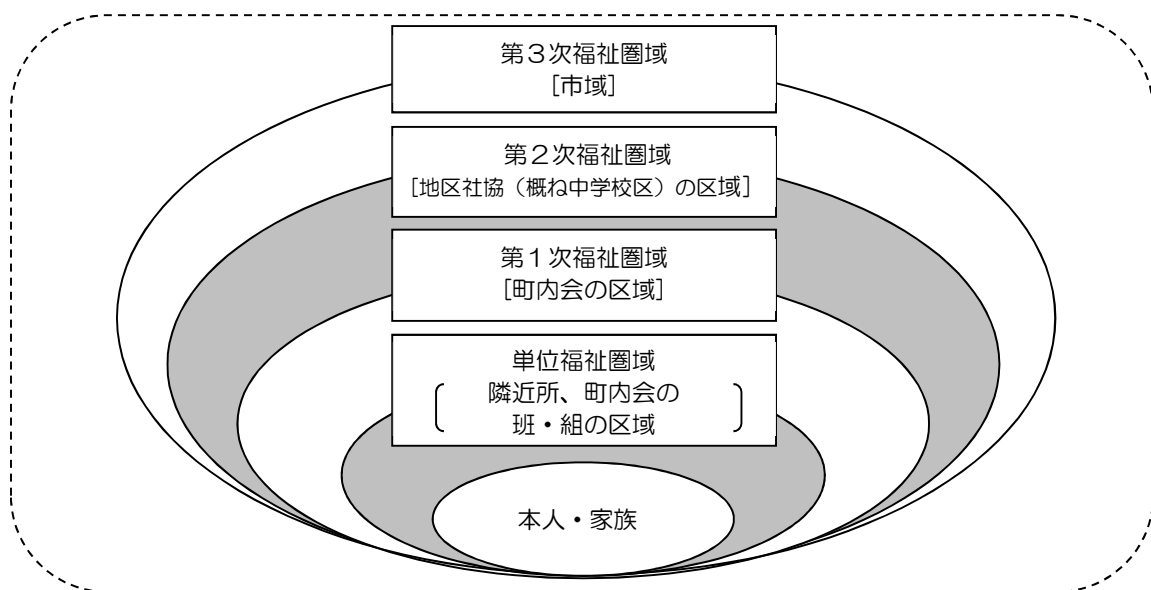 第３次福祉圏域
［市域］
第２次福祉圏域
［地区社協（概ね中学校区）の区域］
第１次福祉圏域
［町内会の区域］
単位福祉圏域
隣近所、町内会の
班・組の区域
本人・家族